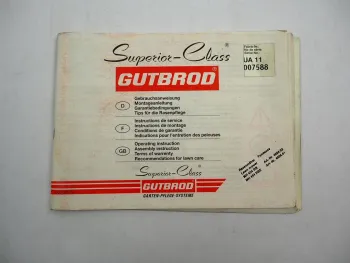 Superior-Class®
GUTBROD
UA 11
007588
D
Gebrauchsanweisung
Montageanleitung
Garantiebedingungen
Tips für die Rasenpflege
F
Instructions de service
Instructions de montage
Conditions de garantie
Indications pour l'entretien des pelouses
GB
Operating instruction
Assembly instruction
Terms of warranty
Recommendations for lawn care
Superior-Class®
GUTBROD
GARTEN-PFLEGE-SYSTEME